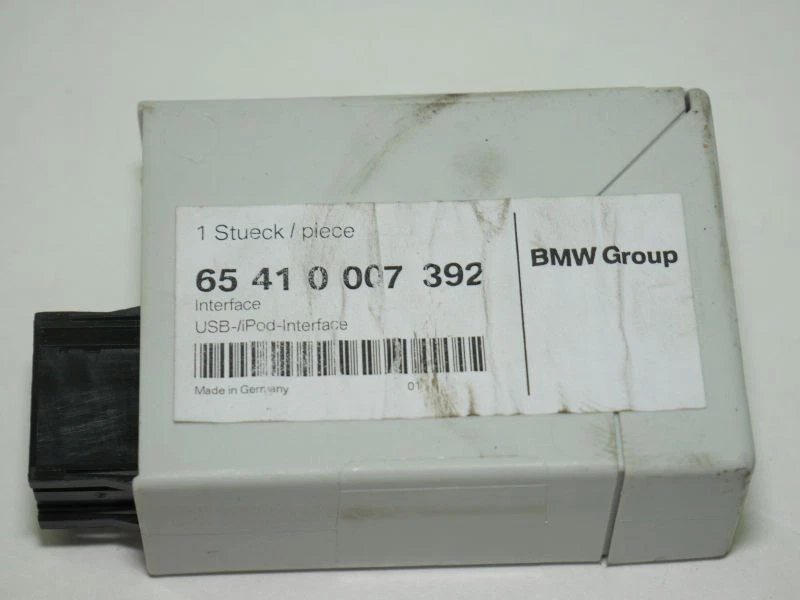 1 Stueck / piece
65 41 0 007 392
Interface
USB-/iPod-Interface
Made in Germany 01
BMW Group